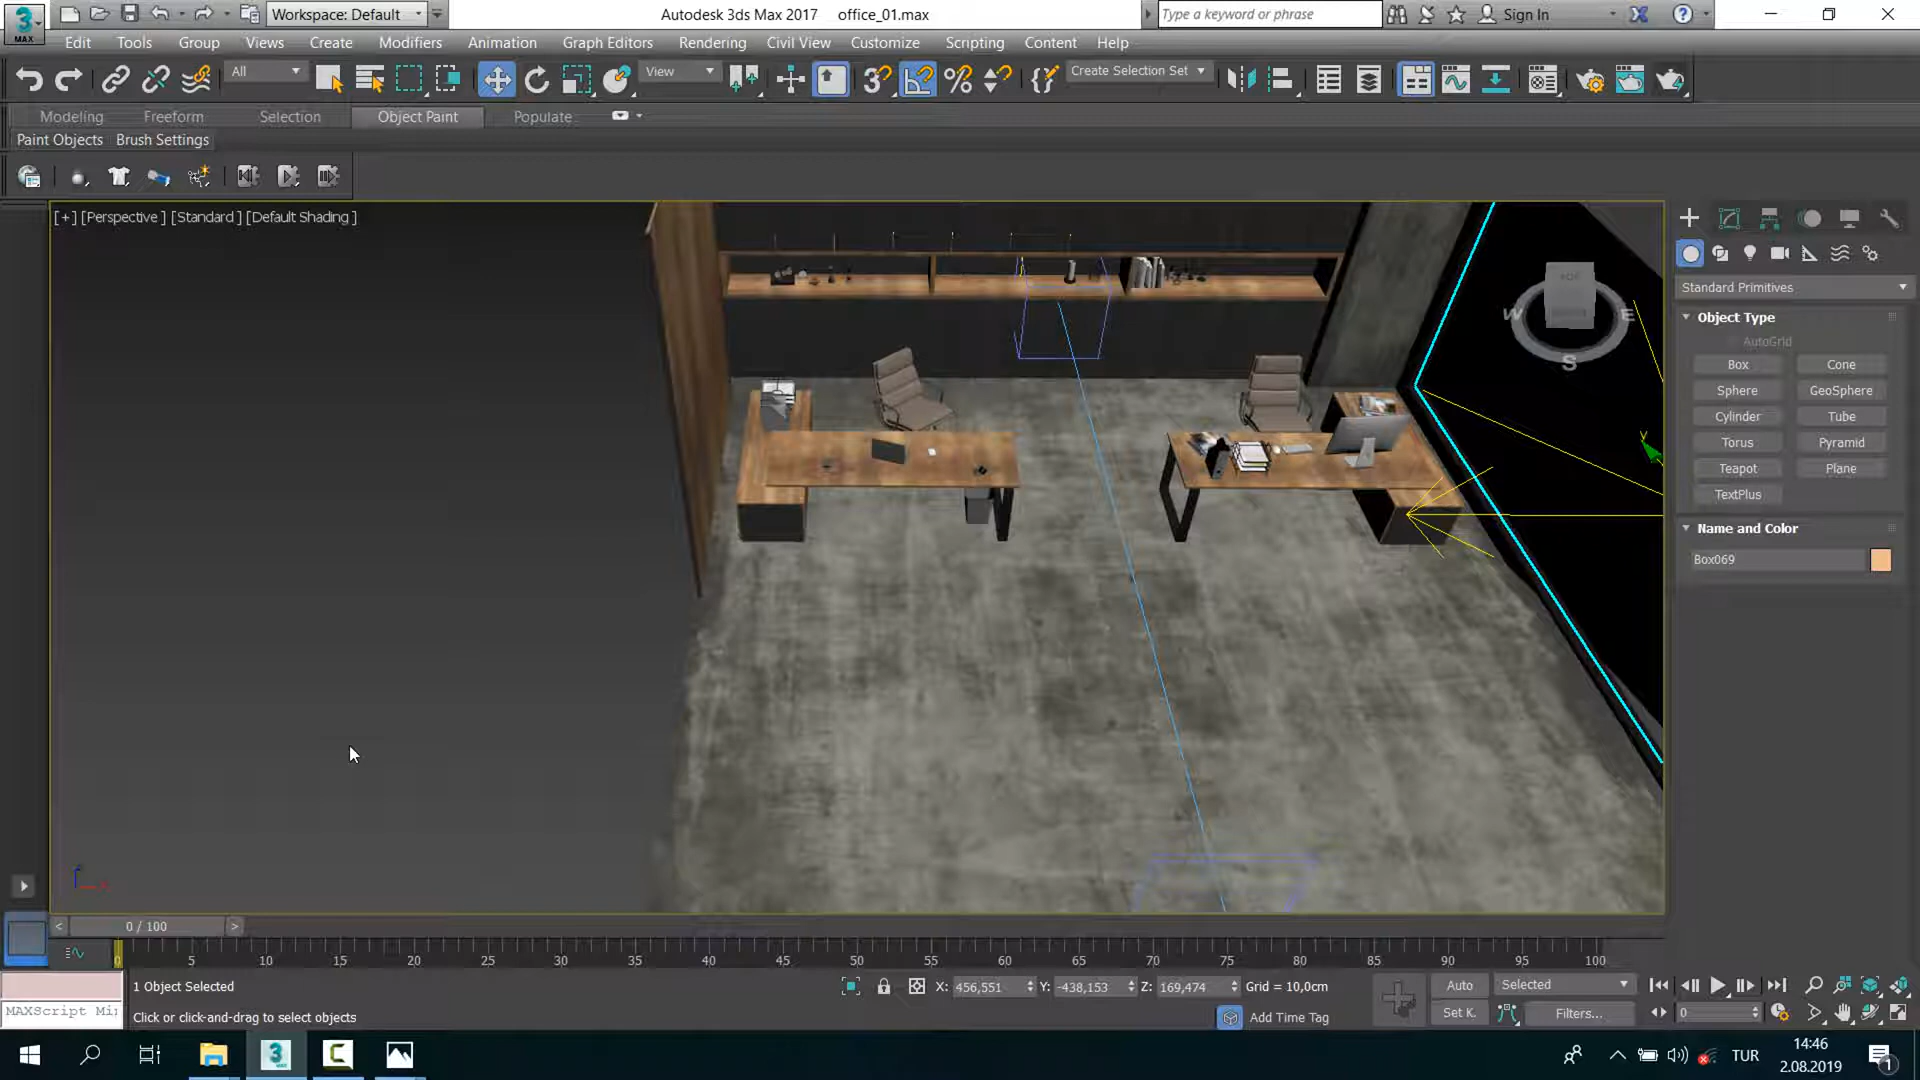 Workspace: Default
Autodesk 3ds Max 2017 office_01.max
Type a keyword or phrase
Sign In
MAX
Edit Tools Group Views Create Modifiers Animation Graph Editors Rendering Civil View Customize Scripting Content Help
All
View
Create Selection Set
Modeling Freeform Selection Object Paint Populate
Paint Objects Brush Settings
[+] [Perspective ] [Standard ] [Default Shading ]
W E
S
Y
Standard Primitives
Object Type
AutoGrid
Box Cone
Sphere GeoSphere
Cylinder Tube
Torus Pyramid
Teapot Plane
TextPlus
Name and Color
Box069
< 0 / 100 >
0 5 10 15 20 25 30 35 40 45 50 55 60 65 70 75 80 85 90 95 100
1 Object Selected
X: 456,551 Y: -438,153 Z: 169,474 Grid = 10,0cm
Auto Selected
MAXScript Mi
Click or click-and-drag to select objects
Add Time Tag
Set K. Filters... 0
TUR
14:46
2.08.2019
1